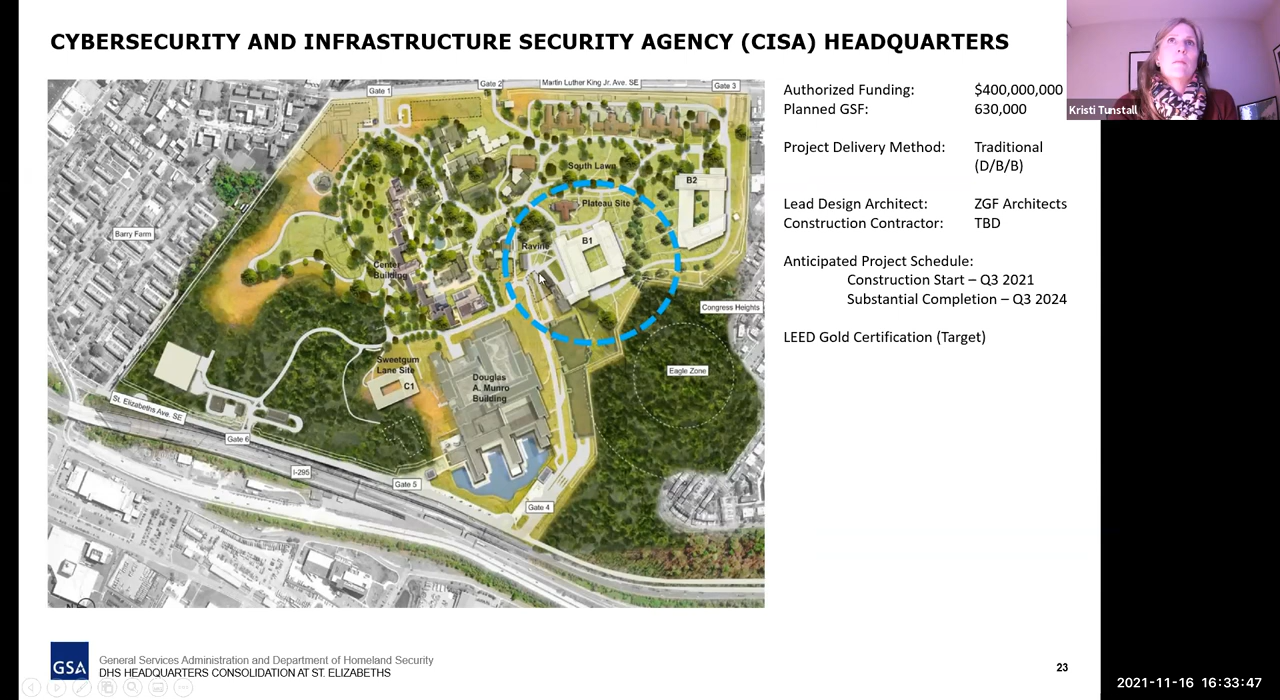 CYBERSECURITY AND INFRASTRUCTURE SECURITY AGENCY (CISA) HEADQUARTERS
Kristi Tunstall
Gate 1
Gate 2
Martin Luther King Jr. Ave. SE
Gate 3
South Lawn
B2
Plateau Site
Barry Farm
Ravine
B1
Center
Building
Congress Heights
Sweetgum
Lane Site
C1
Douglas
A. Munro
Building
Eagle Zone
St. Elizabeths Ave. SE
Gate 6
I-295
Gate 5
Gate 4
Authorized Funding: $400,000,000
Planned GSF: 630,000
Project Delivery Method: Traditional
(D/B/B)
Lead Design Architect: ZGF Architects
Construction Contractor: TBD
Anticipated Project Schedule:
Construction Start – Q3 2021
Substantial Completion – Q3 2024
LEED Gold Certification (Target)
GSA
General Services Administration and Department of Homeland Security
DHS HEADQUARTERS CONSOLIDATION AT ST. ELIZABETHS
23
2021-11-16 16:33:47